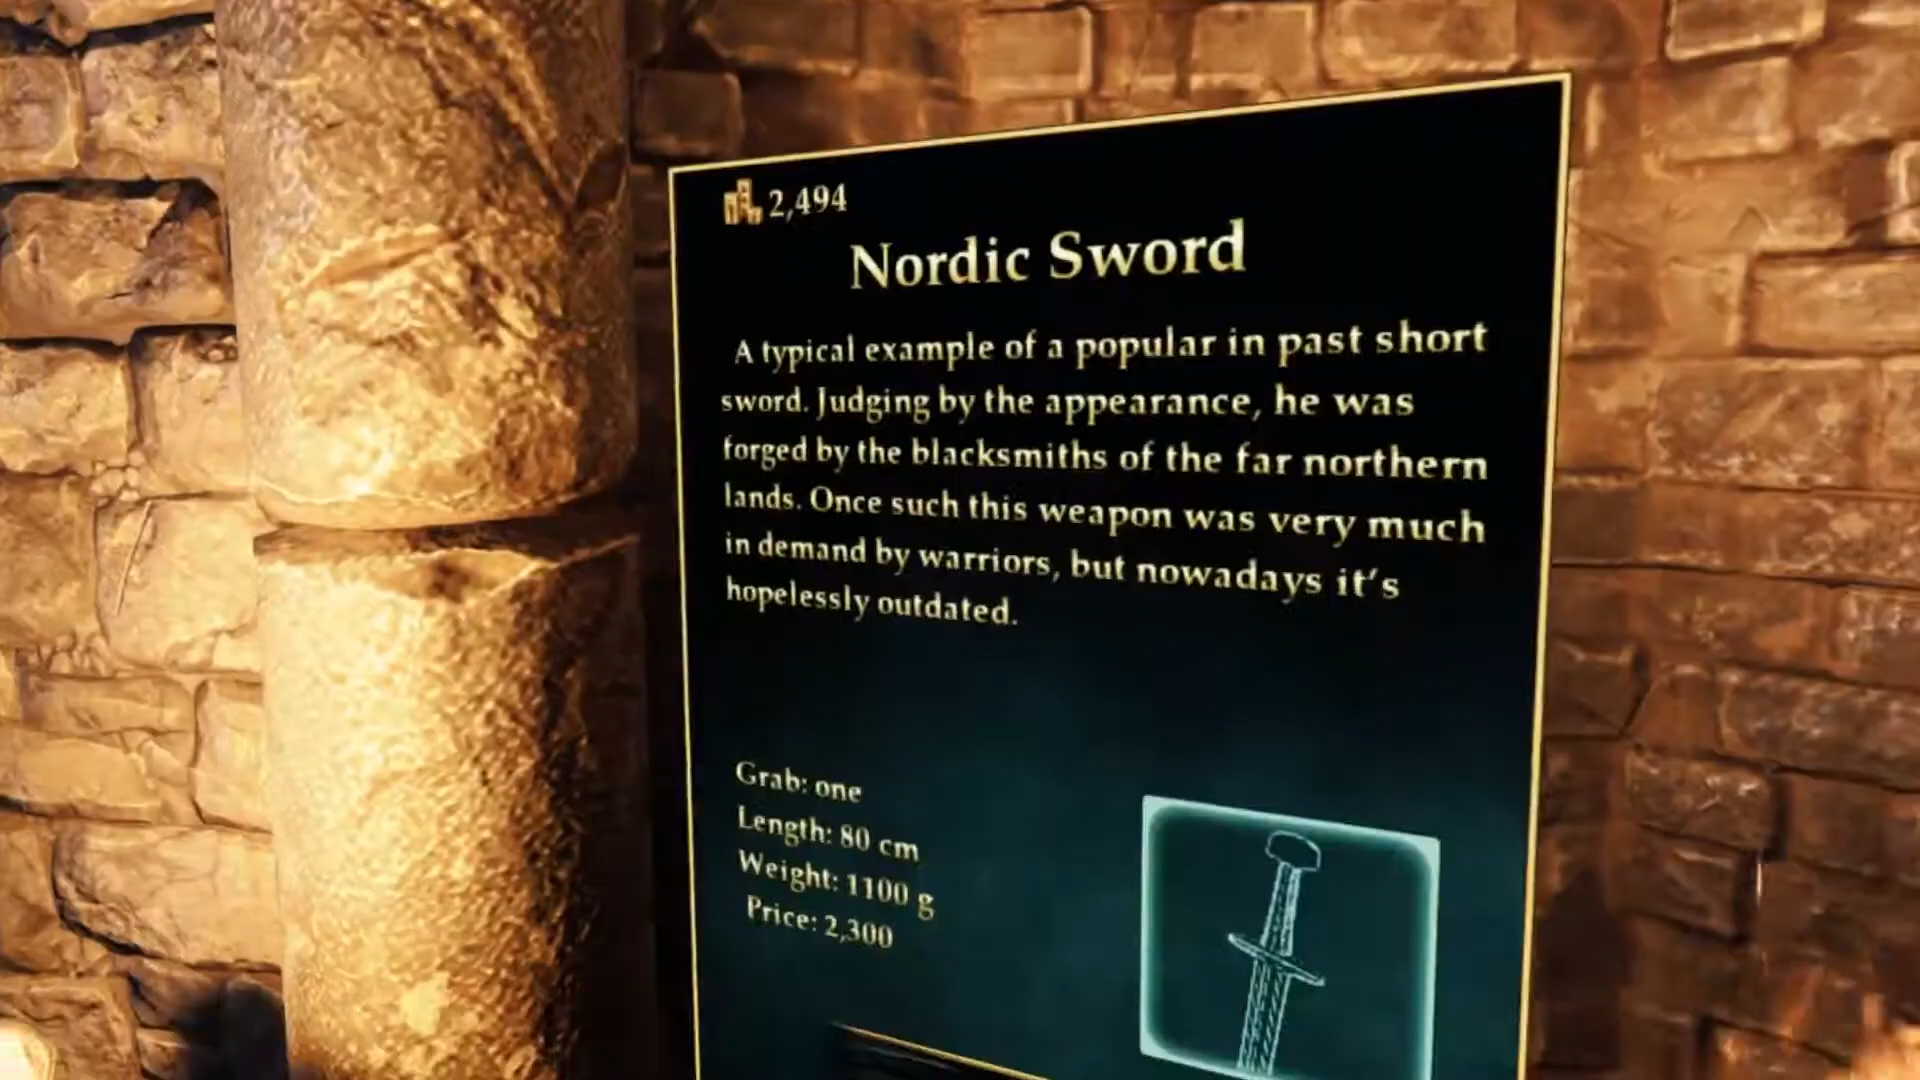 2,494
Nordic Sword
A typical example of a popular in past short
sword. Judging by the appearance, he was
forged by the blacksmiths of the far northern
lands. Once such this weapon was very much
in demand by warriors, but nowadays it's
hopelessly outdated.
Grab: one
Length: 80 cm
Weight: 1100 g
Price: 2,300